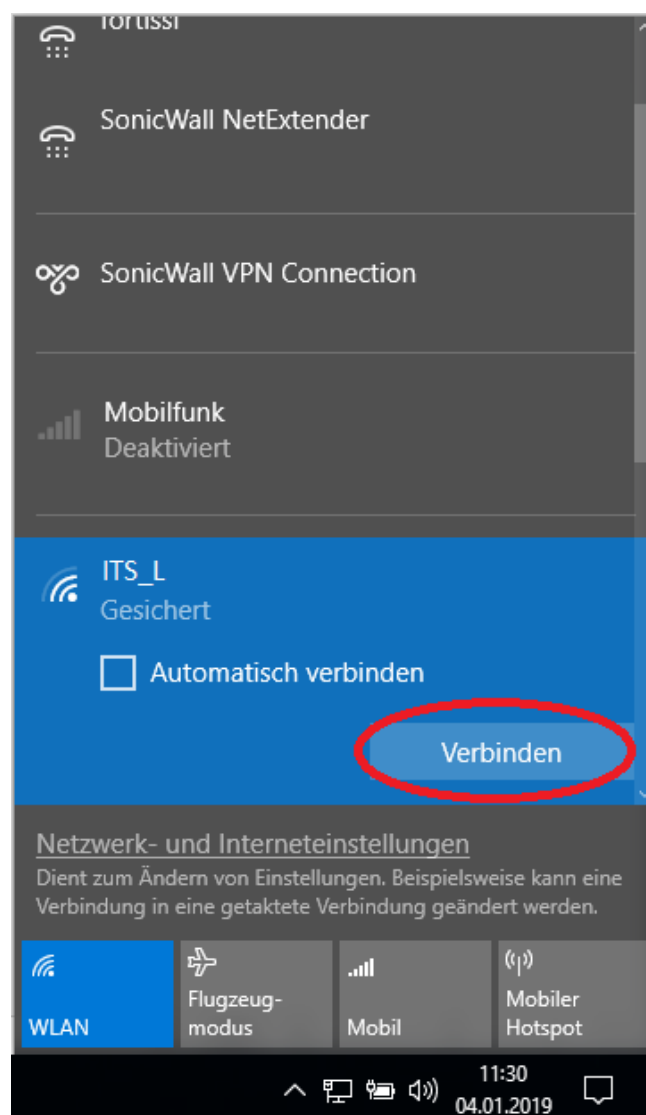 fortissl
SonicWall NetExtender
SonicWall VPN Connection
Mobilfunk
Deaktiviert
ITS_L
Gesichert
Automatisch verbinden
Verbinden
Netzwerk- und Interneteinstellungen
Dient zum Ändern von Einstellungen. Beispielsweise kann eine
Verbindung in eine getaktete Verbindung geändert werden.
WLAN
Flugzeug-
modus
Mobil
Mobiler
Hotspot
11:30
04.01.2019